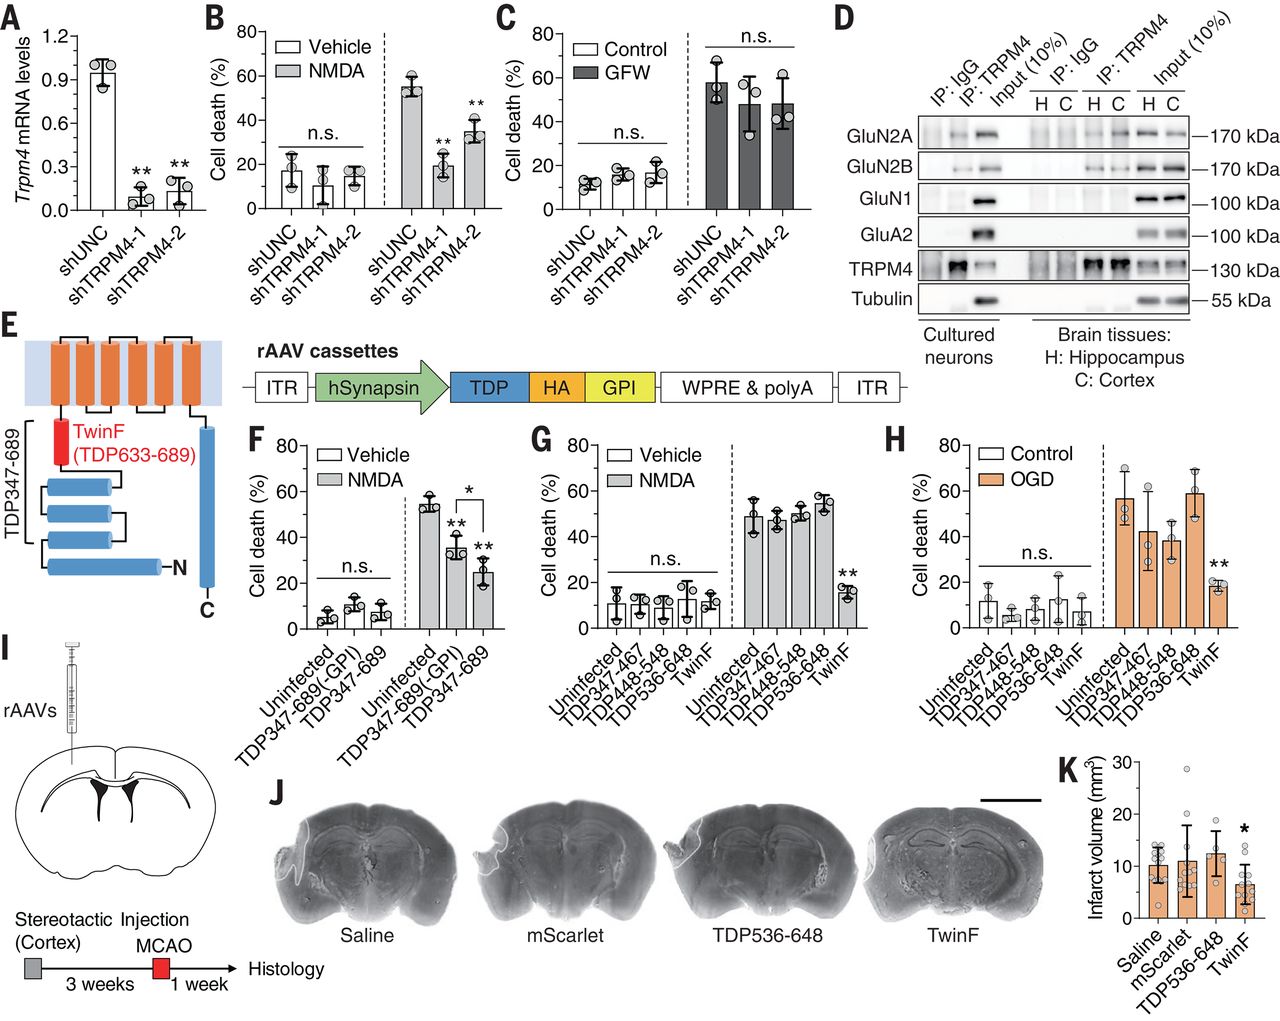 A
Trpm4 mRNA levels
1.2
0.9
0.6
0.3
0.0
**
**
shUNC
shTRPM4-1
shTRPM4-2
B
Cell death (%)
80
60
40
20
0
Vehicle
NMDA
n.s.
**
**
shUNC
shTRPM4-1
shTRPM4-2
shUNC
shTRPM4-1
shTRPM4-2
C
Cell death (%)
80
60
40
20
0
Control
GFW
n.s.
n.s.
shUNC
shTRPM4-1
shTRPM4-2
shUNC
shTRPM4-1
shTRPM4-2
D
IP: IgG
IP: TRPM4
Input (10%)
IP: IgG
IP: TRPM4
Input (10%)
H C H C H C
GluN2A 170 kDa
GluN2B 170 kDa
GluN1 100 kDa
GluA2 100 kDa
TRPM4 130 kDa
Tubulin 55 kDa
Cultured
neurons
Brain tissues:
H: Hippocampus
C: Cortex
E
TDP347-689
TwinF
(TDP633-689)
N
C
rAAV cassettes
ITR hSynapsin TDP HA GPI WPRE & polyA ITR
F
Cell death (%)
80
60
40
20
0
Vehicle
NMDA
n.s.
*
**
**
Uninfected
TDP347-689(-GPI)
TDP347-689
Uninfected
TDP347-689(-GPI)
TDP347-689
G
Cell death (%)
80
60
40
20
0
Vehicle
NMDA
n.s.
**
Uninfected
TDP347-467
TDP448-548
TDP536-648
TwinF
Uninfected
TDP347-467
TDP448-548
TDP536-648
TwinF
H
Cell death (%)
80
60
40
20
0
Control
OGD
n.s.
**
Uninfected
TDP347-467
TDP448-548
TDP536-648
TwinF
Uninfected
TDP347-467
TDP448-548
TDP536-648
TwinF
I
rAAVs
Stereotactic Injection
(Cortex)
MCAO
Histology
3 weeks
1 week
J
Saline
mScarlet
TDP536-648
TwinF
K
Infarct volume (mm³)
30
20
10
0
*
Saline
mScarlet
TDP536-648
TwinF